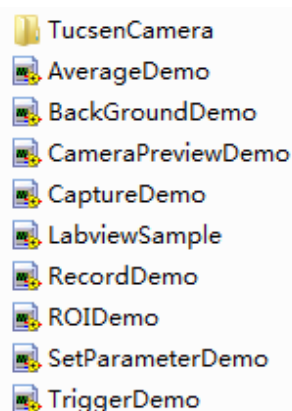 TucsenCamera
AverageDemo
BackGroundDemo
CameraPreviewDemo
CaptureDemo
LabviewSample
RecordDemo
ROIDemo
SetParameterDemo
TriggerDemo